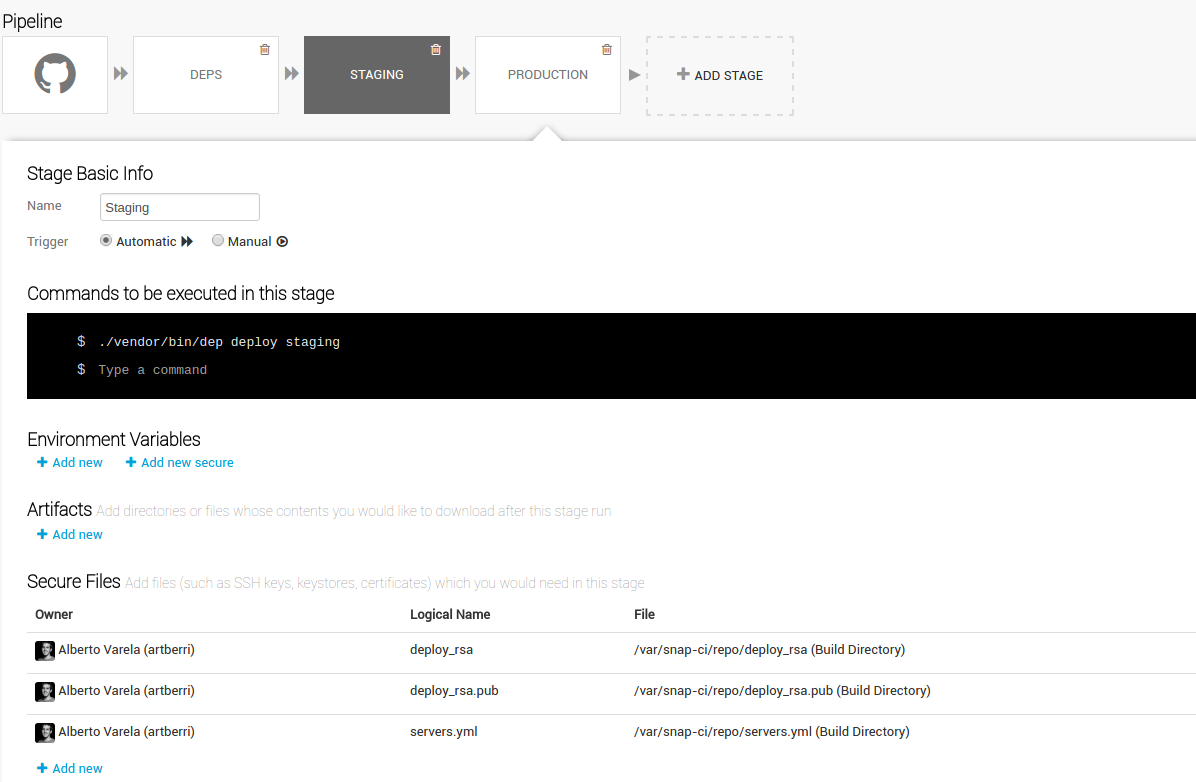 Pipeline
DEPS
STAGING
PRODUCTION
ADD STAGE
Stage Basic Info
Name Staging
Trigger Automatic Manual
Commands to be executed in this stage
$ ./vendor/bin/dep deploy staging
$ Type a command
Environment Variables
Add new Add new secure
Artifacts Add directories or files whose contents you would like to download after this stage run
Add new
Secure Files Add files (such as SSH keys, keystores, certificates) which you would need in this stage
Owner Logical Name File
Alberto Varela (artberri) deploy_rsa /var/snap-ci/repo/deploy_rsa (Build Directory)
Alberto Varela (artberri) deploy_rsa.pub /var/snap-ci/repo/deploy_rsa.pub (Build Directory)
Alberto Varela (artberri) servers.yml /var/snap-ci/repo/servers.yml (Build Directory)
Add new